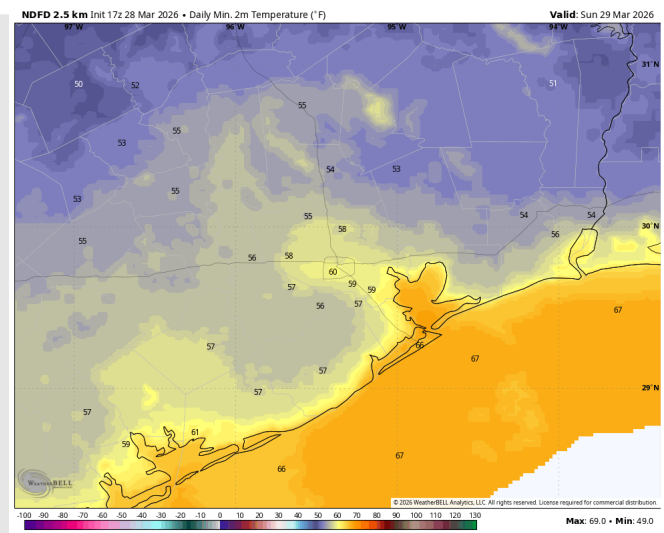 NDFD 2.5 km Init 17z 28 Mar 2026 • Daily Min. 2m Temperature (°F)
Valid: Sun 29 Mar 2026
97°W 96°W 95°W 94°W
31°N
50 52 51
55
55
53
54 53
55
53
55 54 54
58 56
30°N
55
56 58
60
57 59 59
56 57
67
66
57
67
57
29°N
57
57
61
59
67
66
WEATHERBELL
© 2026 WeatherBELL Analytics, LLC. All rights reserved. License required for commercial distribution.
-100 -90 -80 -70 -60 -50 -40 -30 -20 -10 0 10 20 30 40 50 60 70 80 90 100 110 120 130
Max: 69.0 • Min: 49.0